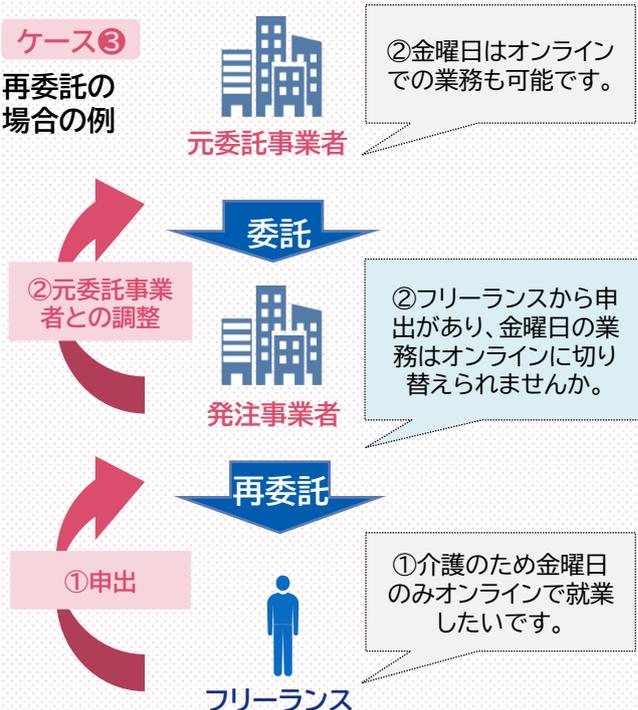 ケース❸
再委託の
場合の例
②金曜日はオンライン
での業務も可能です。
元委託事業者
委託
②元委託事業
者との調整
②フリーランスから申
出があり、金曜日の業
務はオンラインに切り
替えられませんか。
発注事業者
再委託
①申出
①介護のため金曜日
のみオンラインで就業
したいです。
フリーランス